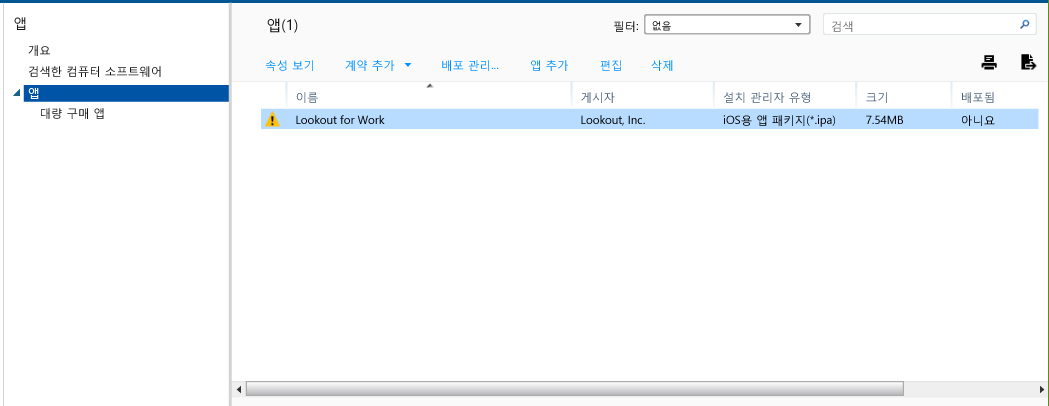 앱
개요
검색한 컴퓨터 소프트웨어
앱
대량 구매 앱
앱(1)
필터: 없음 검색
속성 보기 계약 추가 배포 관리... 앱 추가 편집 삭제
이름 게시자 설치 관리자 유형 크기 배포됨
Lookout for Work Lookout, Inc. iOS용 앱 패키지(*.ipa) 7.54MB 아니요